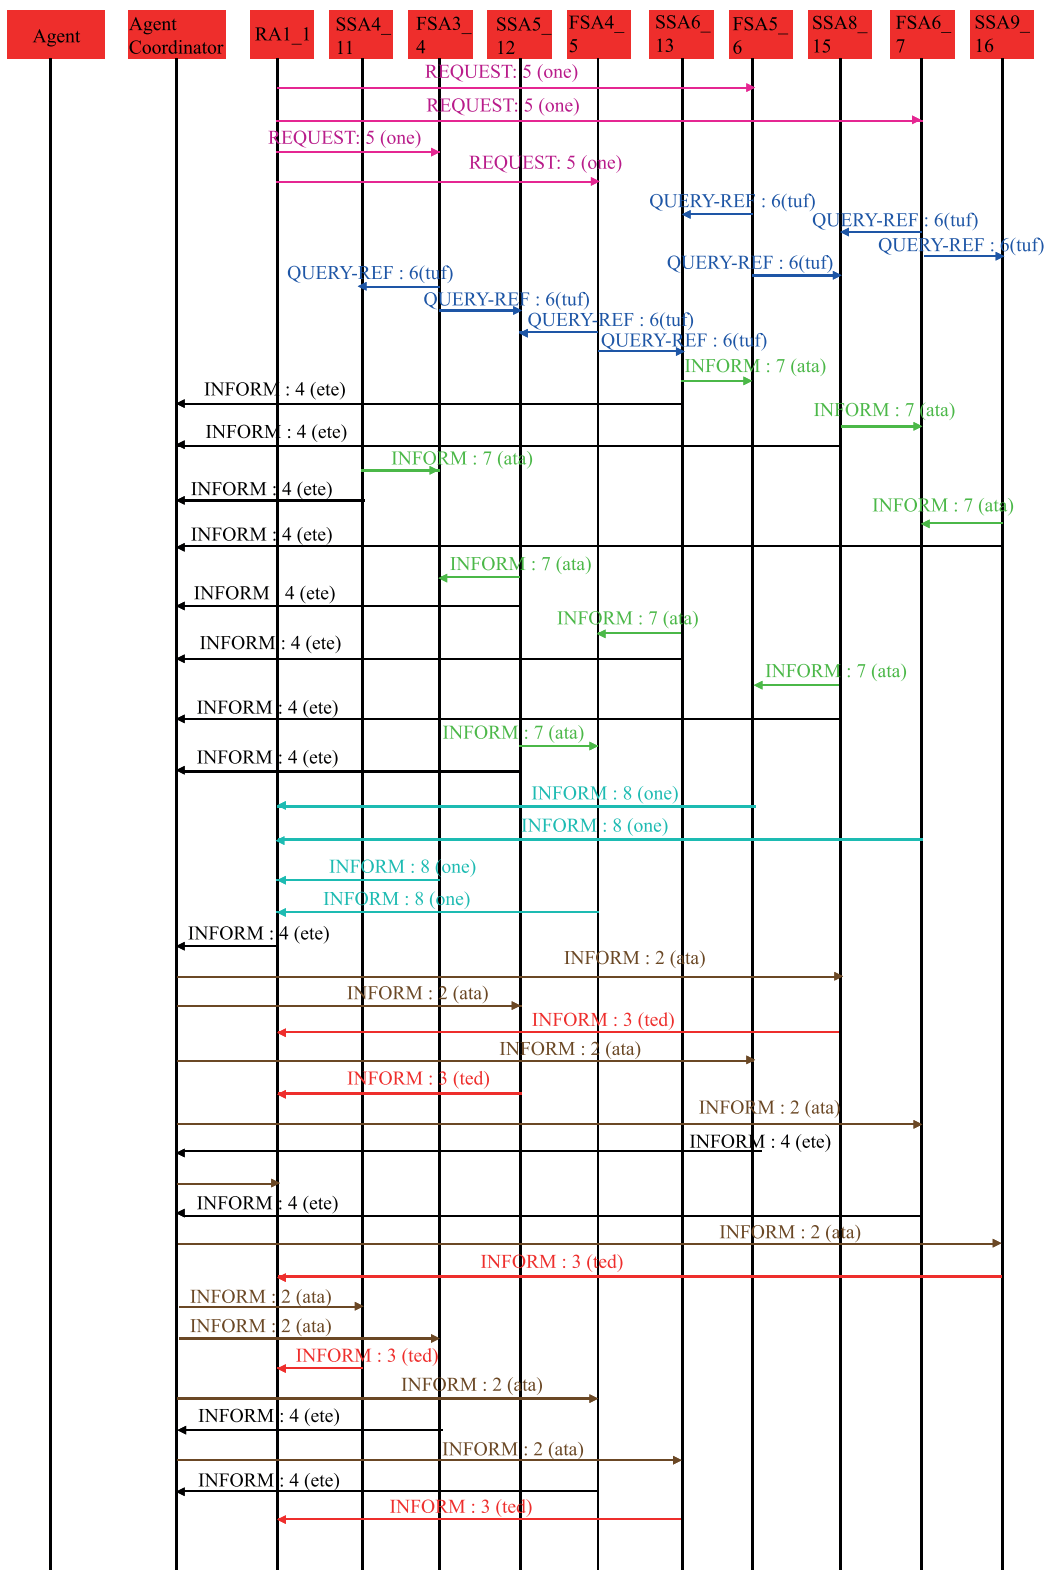 Agent
Agent
Coordinator
RA1_1
SSA4_
11
FSA3_
4
SSA5_
12
FSA4_
5
SSA6_
13
FSA5_
6
SSA8_
15
FSA6_
7
SSA9_
16
REQUEST: 5 (one)
REQUEST: 5 (one)
REQUEST: 5 (one)
REQUEST: 5 (one)
QUERY-REF : 6(tuf)
QUERY-REF : 6(tuf)
QUERY-REF : 6(tuf)
QUERY-REF : 6(tuf)
QUERY-REF : 6(tuf)
QUERY-REF : 6(tuf)
QUERY-REF : 6(tuf)
QUERY-REF : 6(tuf)
INFORM : 7 (ata)
INFORM : 4 (ete)
INFORM : 7 (ata)
INFORM : 4 (ete)
INFORM : 7 (ata)
INFORM : 4 (ete)
INFORM : 7 (ata)
INFORM : 4 (ete)
INFORM : 7 (ata)
INFORM : 4 (ete)
INFORM : 7 (ata)
INFORM : 4 (ete)
INFORM : 7 (ata)
INFORM : 4 (ete)
INFORM : 7 (ata)
INFORM : 4 (ete)
INFORM : 8 (one)
INFORM : 8 (one)
INFORM : 8 (one)
INFORM : 8 (one)
INFORM : 4 (ete)
INFORM : 2 (ata)
INFORM : 2 (ata)
INFORM : 3 (ted)
INFORM : 2 (ata)
INFORM : 3 (ted)
INFORM : 2 (ata)
INFORM : 4 (ete)
INFORM : 4 (ete)
INFORM : 2 (ata)
INFORM : 3 (ted)
INFORM : 2 (ata)
INFORM : 2 (ata)
INFORM : 3 (ted)
INFORM : 2 (ata)
INFORM : 4 (ete)
INFORM : 2 (ata)
INFORM : 4 (ete)
INFORM : 3 (ted)